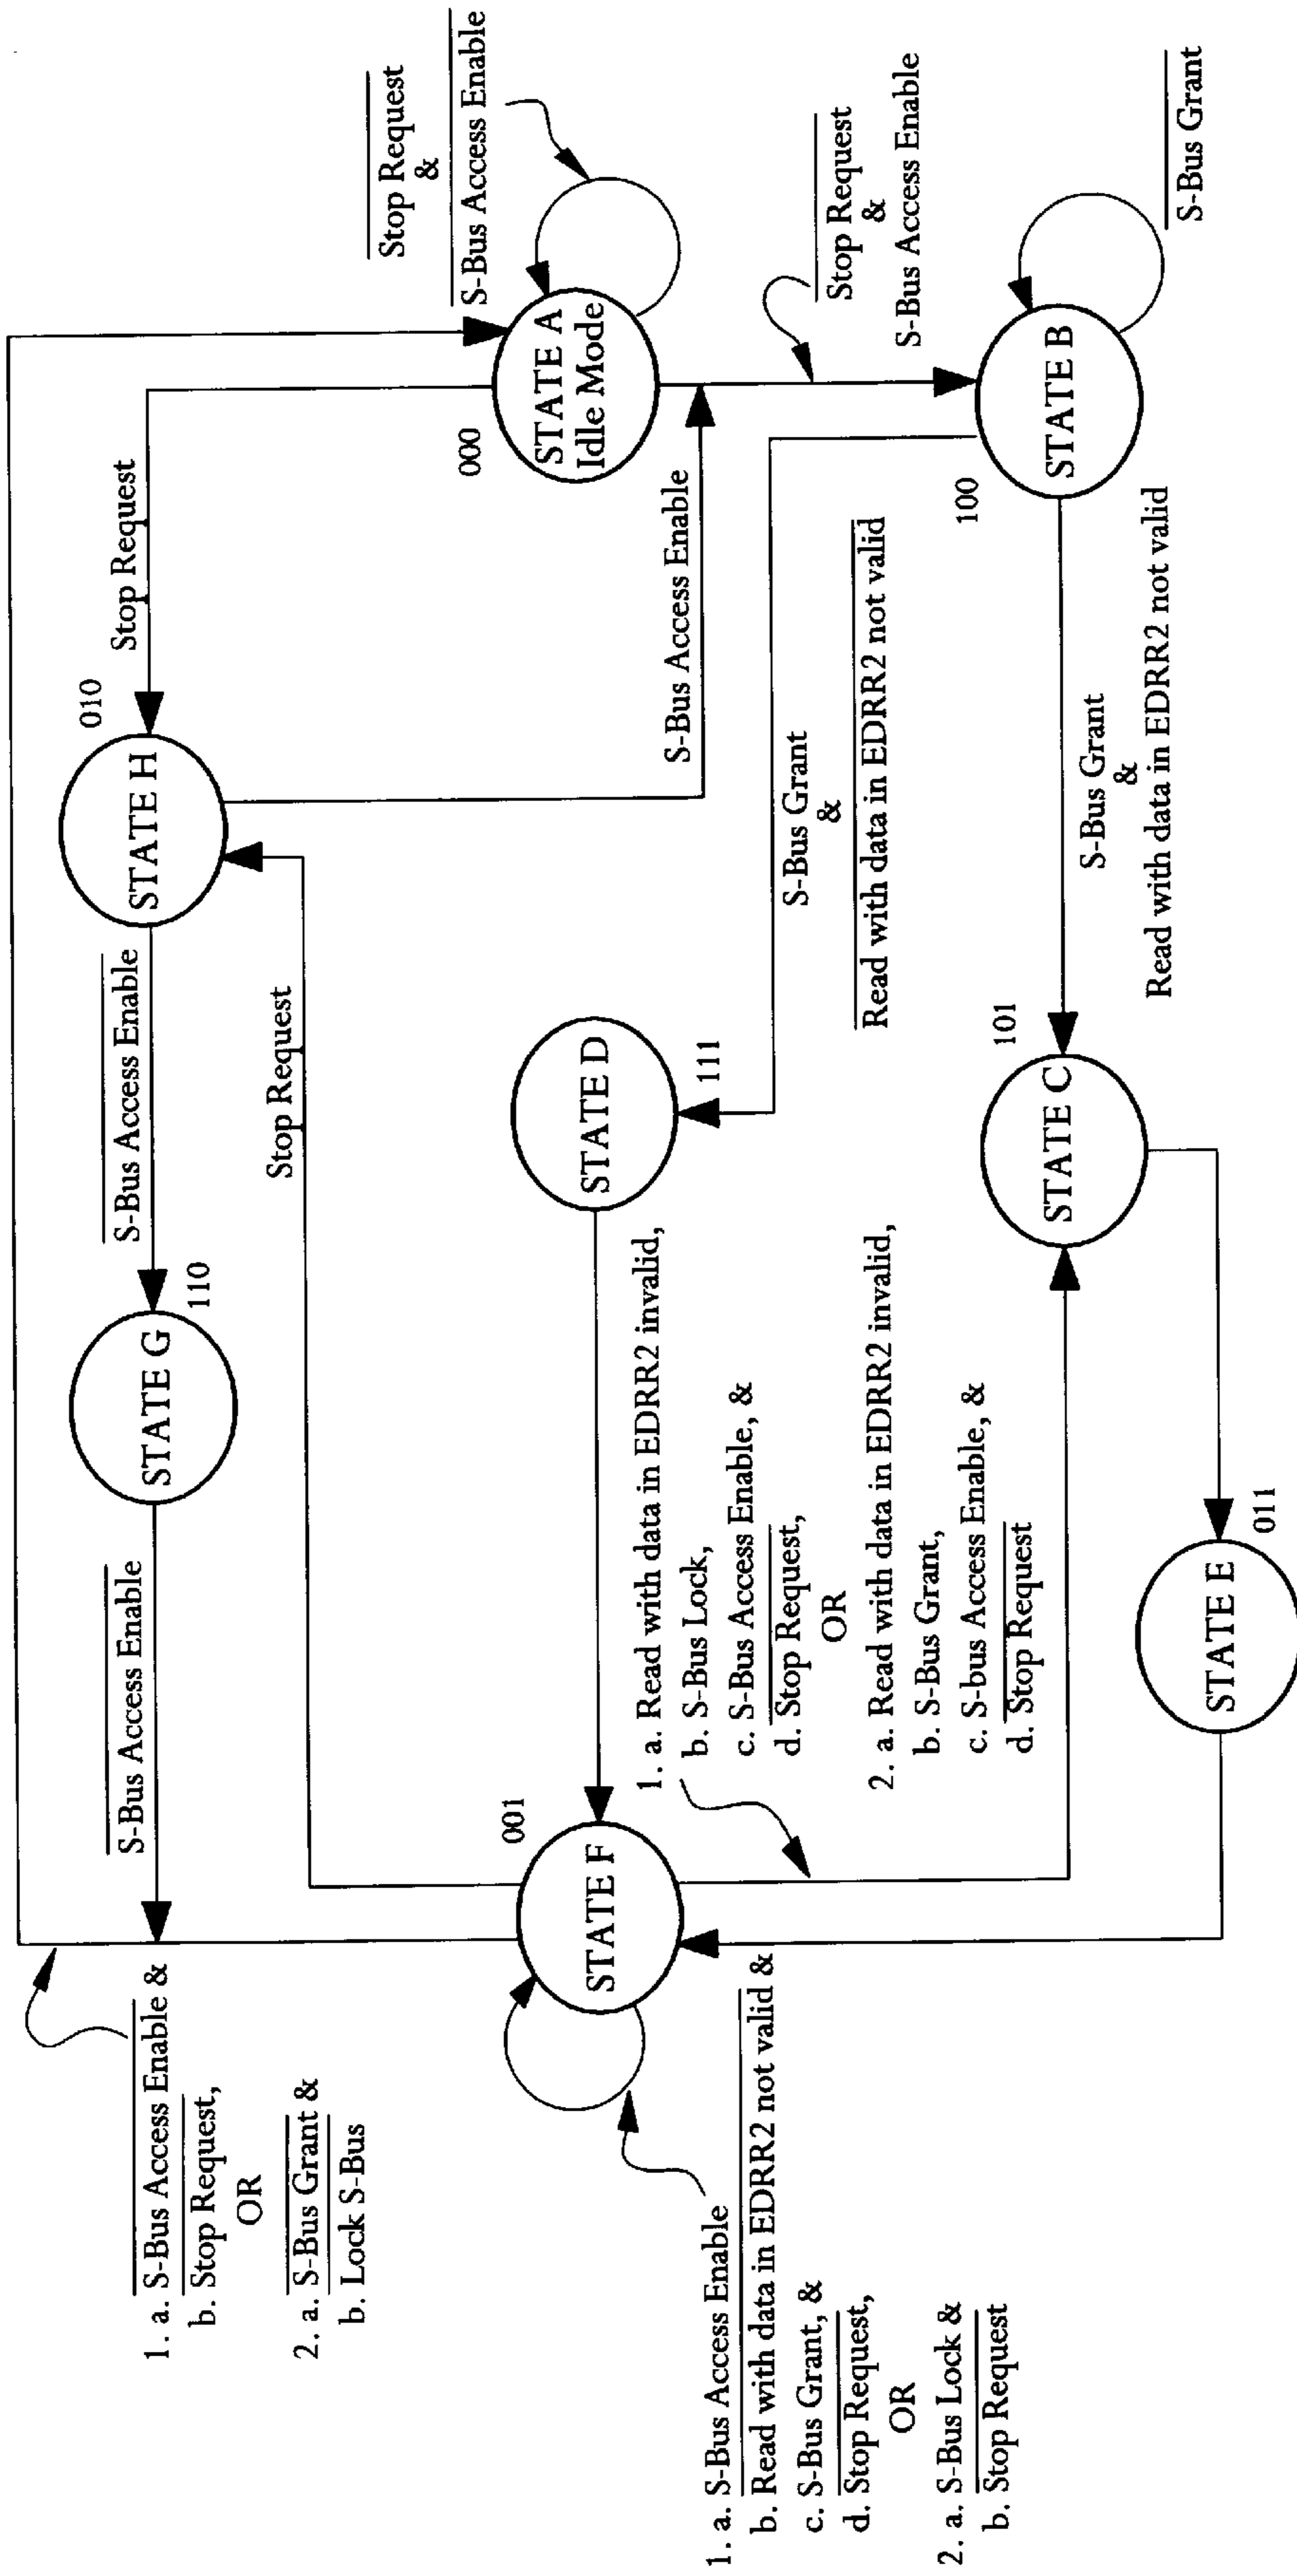 1. a. S-Bus Access Enable &
b. Stop Request,
OR
2. a. S-Bus Grant &
b. Lock S-Bus
S-Bus Access Enable
STATE G
110
S-Bus Access Enable
STATE H
010
Stop Request
Stop Request
000
STATE A
Idle Mode
Stop Request
&
S-Bus Access Enable
S-Bus Access Enable
Stop Request
&
S-Bus Access Enable
1. a. S-Bus Access Enable
b. Read with data in EDRR2 not valid &
c. S-Bus Grant, &
d. Stop Request,
OR
2. a. S-Bus Lock &
b. Stop Request
STATE F
001
STATE D
111
1. a. Read with data in EDRR2 invalid,
b. S-Bus Lock,
c. S-Bus Access Enable, &
d. Stop Request,
OR
2. a. Read with data in EDRR2 invalid,
b. S-Bus Grant,
c. S-bus Access Enable, &
d. Stop Request
S-Bus Grant
&
Read with data in EDRR2 not valid
100
STATE B
S-Bus Grant
STATE C
101
S-Bus Grant
&
Read with data in EDRR2 not valid
STATE E
011